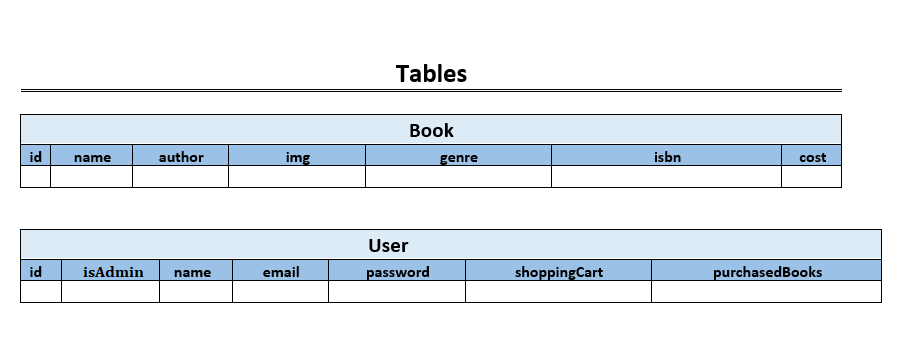 Tables
Book
id name author img genre isbn cost
User
id isAdmin name email password shoppingCart purchasedBooks